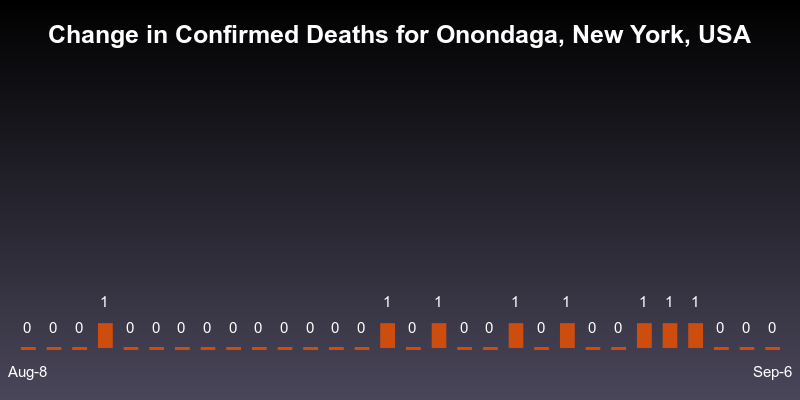 Change in Confirmed Deaths for Onondaga, New York, USA
1 1 1 1 1 1 1 1
0 0 0 0 0 0 0 0 0 0 0 0 0 0 0 0 0 0 0 0 0 0
Aug-8 Sep-6